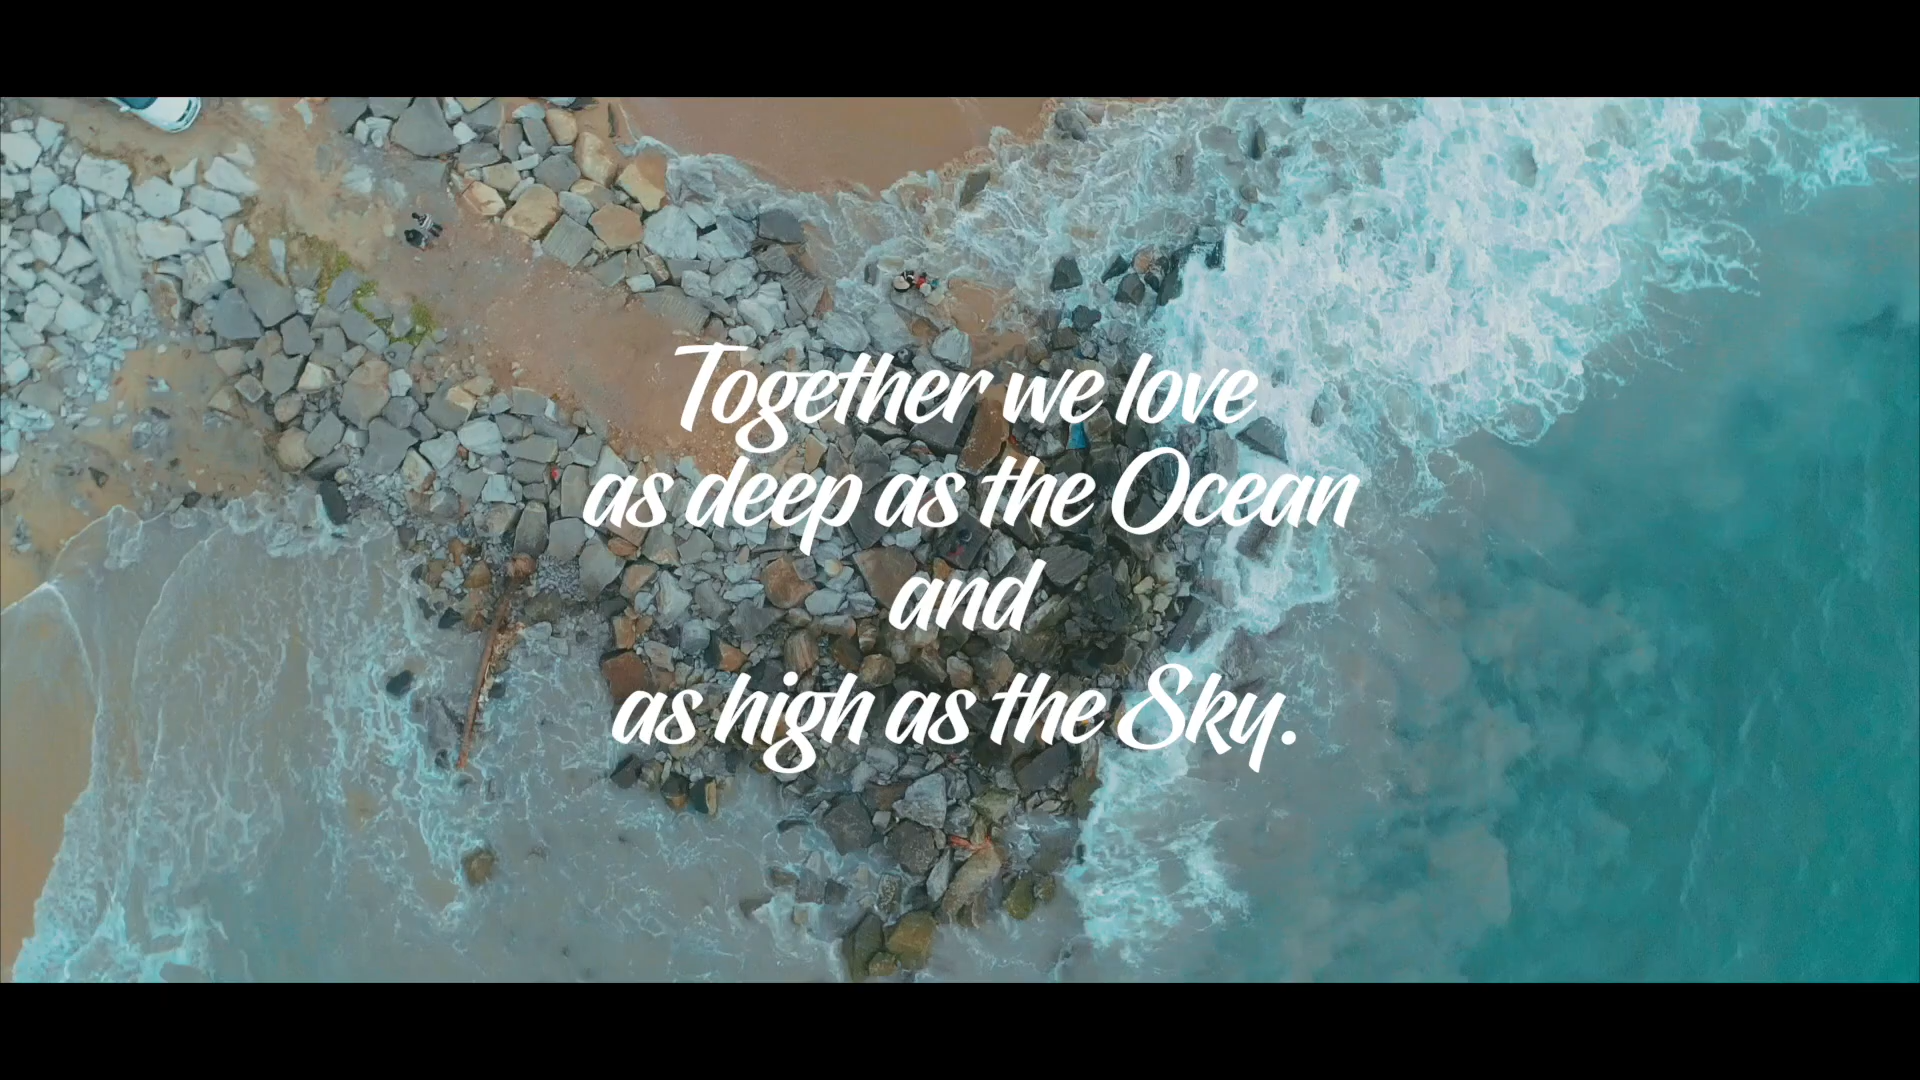 Together we love
as deep as the Ocean
and
as high as the Sky.